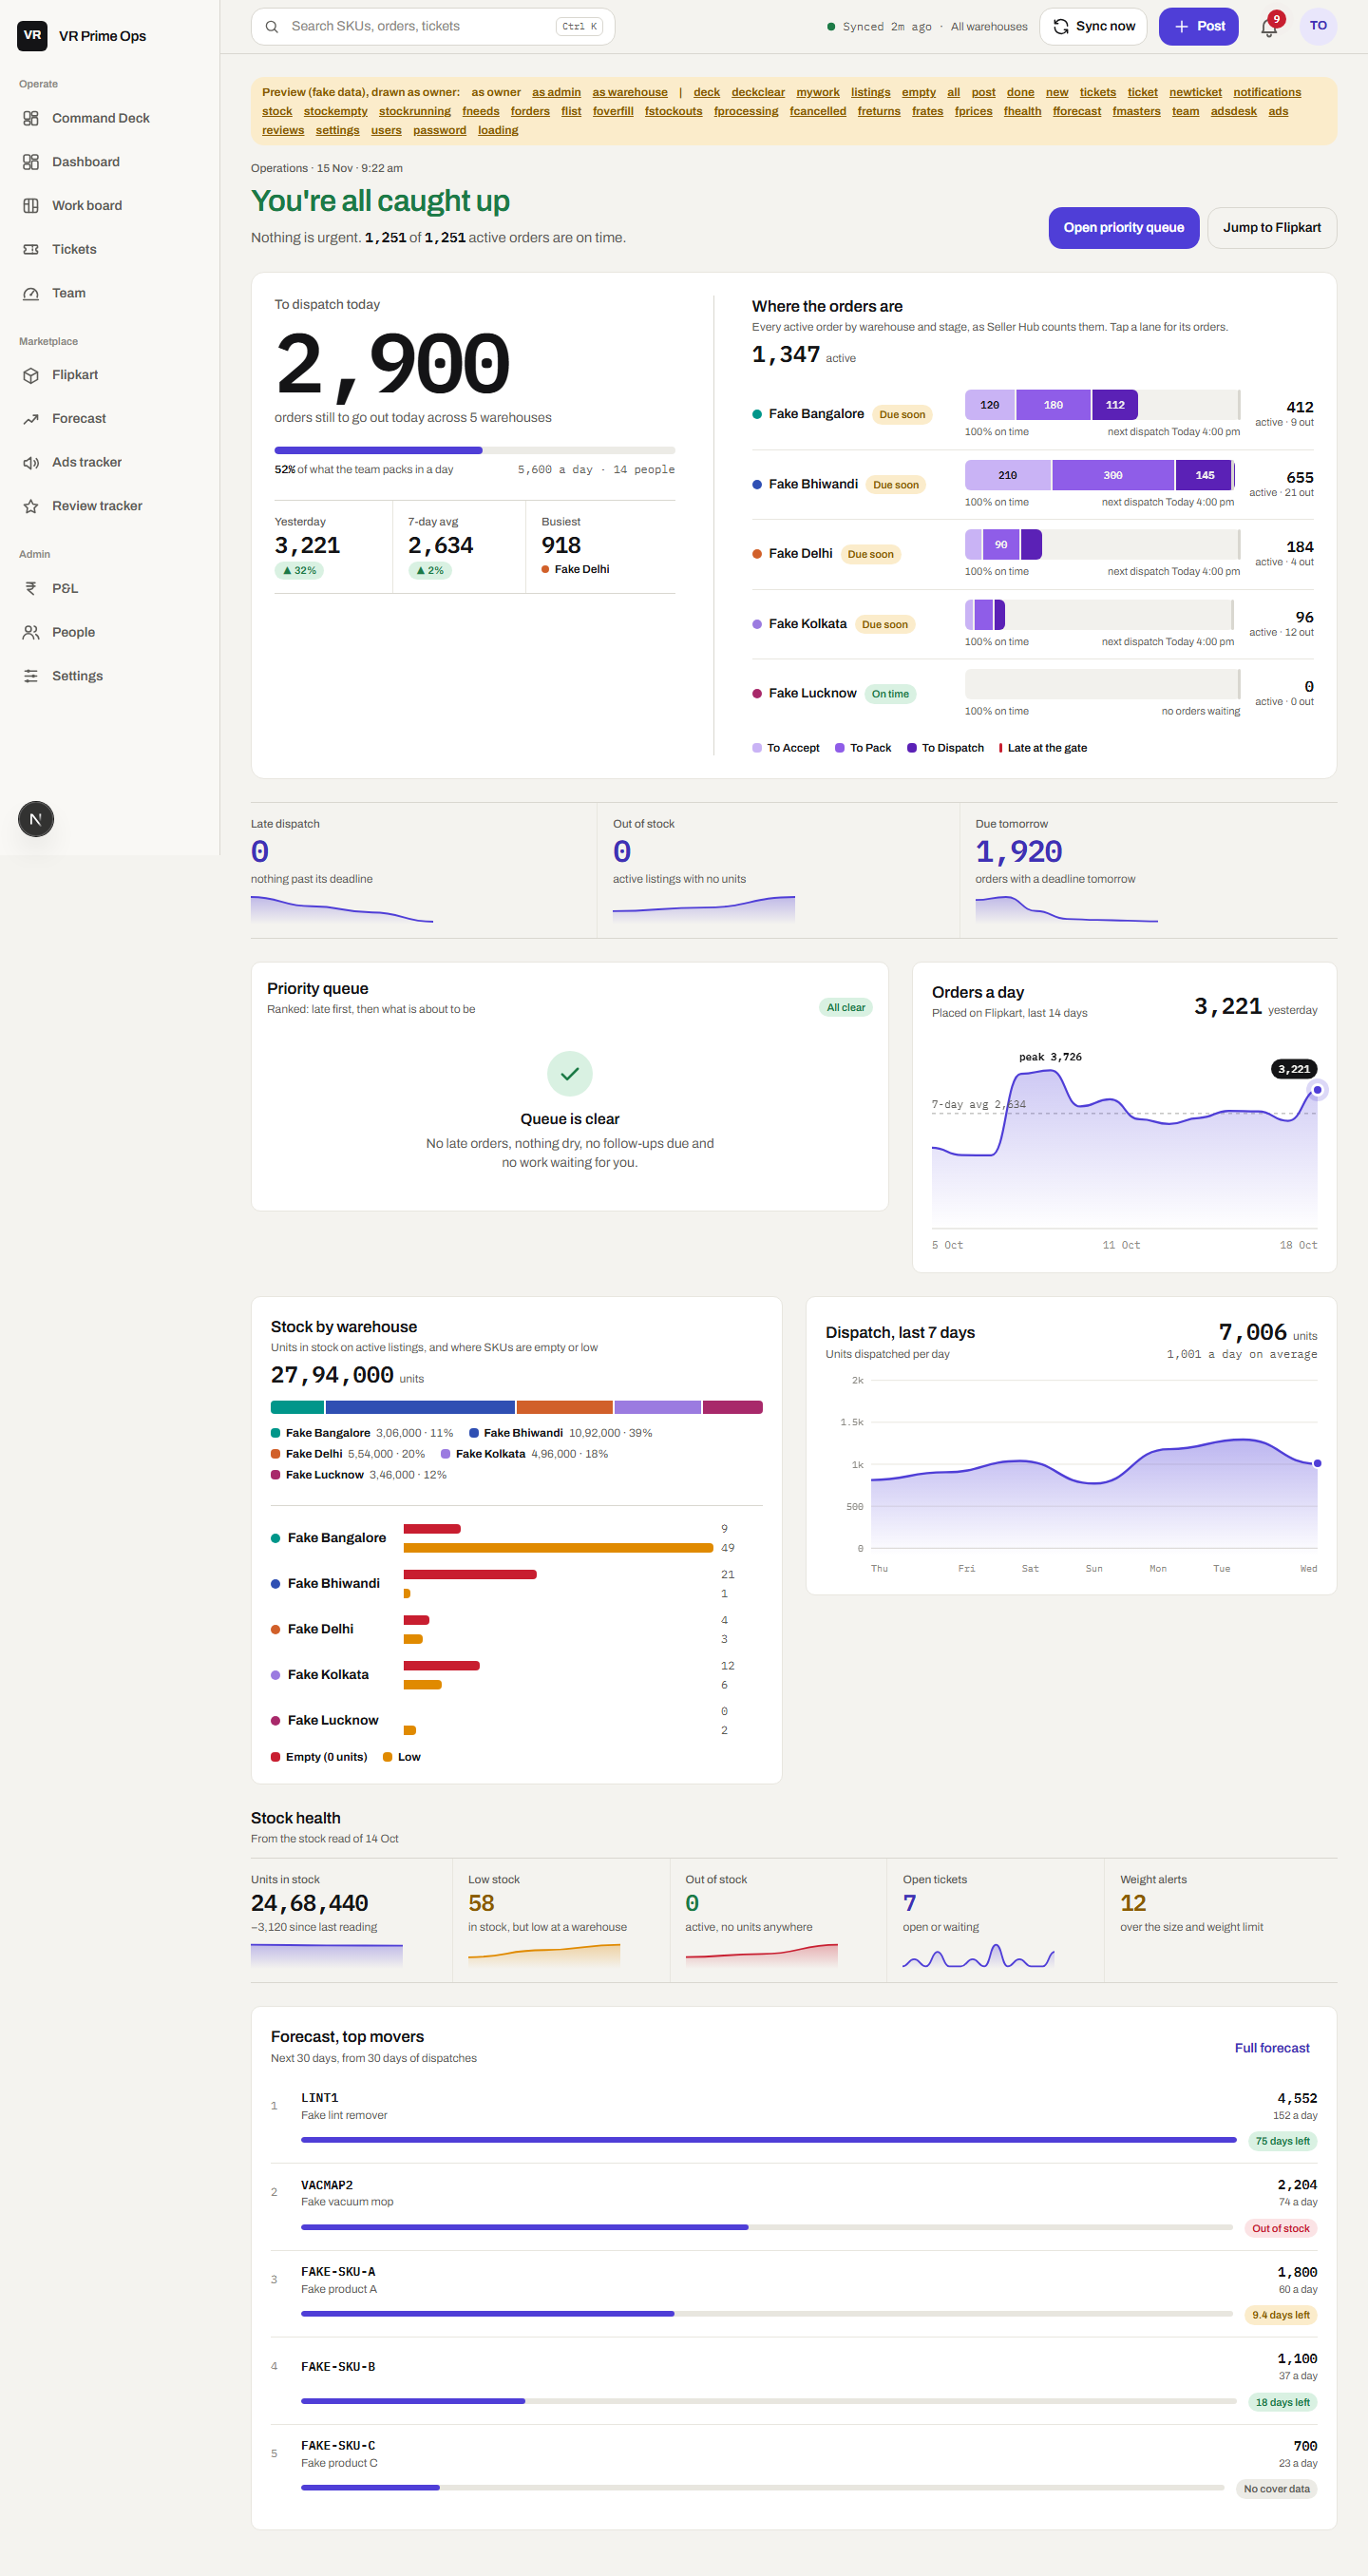 VR VR Prime Ops
Search SKUs, orders, tickets Ctrl K
Synced 2m ago · All warehouses Sync now Post 9 TO
Operate
Command Deck
Dashboard
Work board
Tickets
Team
Marketplace
Flipkart
Forecast
Ads tracker
Review tracker
Admin
P&L
People
Settings
N
Preview (fake data), drawn as owner: as owner as admin as warehouse | deck deckclear mywork listings empty all post done new tickets ticket newticket notifications
stock stockempty stockrunning fneeds forders flist foverfill fstockouts fprocessing fcancelled freturns frates fprices fhealth fforecast fmasters team adsdesk ads
reviews settings users password loading
Operations · 15 Nov · 9:22 am
You're all caught up
Nothing is urgent. 1,251 of 1,251 active orders are on time.
Open priority queue Jump to Flipkart
To dispatch today
2,900
orders still to go out today across 5 warehouses
52% of what the team packs in a day 5,600 a day · 14 people
Yesterday 7-day avg Busiest
3,221 2,634 918
▲ 32% ▲ 2% Fake Delhi
Where the orders are
Every active order by warehouse and stage, as Seller Hub counts them. Tap a lane for its orders.
1,347 active
Fake Bangalore Due soon 120 180 112 412
100% on time next dispatch Today 4:00 pm active · 9 out
Fake Bhiwandi Due soon 210 300 145 655
100% on time next dispatch Today 4:00 pm active · 21 out
Fake Delhi Due soon 90 184
100% on time next dispatch Today 4:00 pm active · 4 out
Fake Kolkata Due soon 96
100% on time next dispatch Today 4:00 pm active · 12 out
Fake Lucknow On time 0
100% on time no orders waiting active · 0 out
To Accept To Pack To Dispatch Late at the gate
Late dispatch Out of stock Due tomorrow
0 0 1,920
nothing past its deadline active listings with no units orders with a deadline tomorrow
Priority queue
Ranked: late first, then what is about to be All clear
Queue is clear
No late orders, nothing dry, no follow-ups due and
no work waiting for you.
Orders a day
Placed on Flipkart, last 14 days 3,221 yesterday
peak 3,726
3,221
7-day avg 2,634
5 Oct 11 Oct 18 Oct
Stock by warehouse
Units in stock on active listings, and where SKUs are empty or low
27,94,000 units
Fake Bangalore 3,06,000 · 11% Fake Bhiwandi 10,92,000 · 39%
Fake Delhi 5,54,000 · 20% Fake Kolkata 4,96,000 · 18%
Fake Lucknow 3,46,000 · 12%
Fake Bangalore 9
49
Fake Bhiwandi 21
1
Fake Delhi 4
3
Fake Kolkata 12
6
Fake Lucknow 0
2
Empty (0 units) Low
Dispatch, last 7 days 7,006 units
Units dispatched per day 1,001 a day on average
2k
1.5k
1k
500
0
Thu Fri Sat Sun Mon Tue Wed
Stock health
From the stock read of 14 Oct
Units in stock Low stock Out of stock Open tickets Weight alerts
24,68,440 58 0 7 12
−3,120 since last reading in stock, but low at a warehouse active, no units anywhere open or waiting over the size and weight limit
Forecast, top movers
Next 30 days, from 30 days of dispatches Full forecast
1 LINT1 4,552
Fake lint remover 152 a day
75 days left
2 VACMAP2 2,204
Fake vacuum mop 74 a day
Out of stock
3 FAKE-SKU-A 1,800
Fake product A 60 a day
9.4 days left
4 FAKE-SKU-B 1,100
37 a day
18 days left
5 FAKE-SKU-C 700
Fake product C 23 a day
No cover data